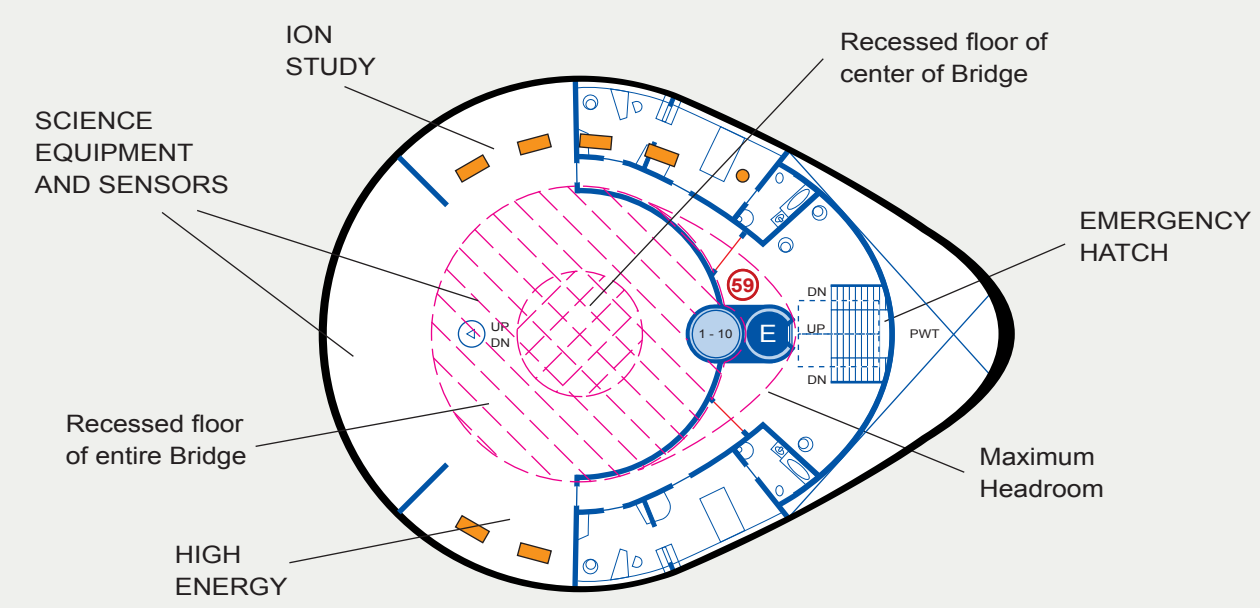 ION
STUDY
Recessed floor of
center of Bridge
SCIENCE
EQUIPMENT
AND SENSORS
EMERGENCY
HATCH
59
DN
1 - 10
E
UP
PWT
UP
DN
DN
Recessed floor
of entire Bridge
Maximum
Headroom
HIGH
ENERGY